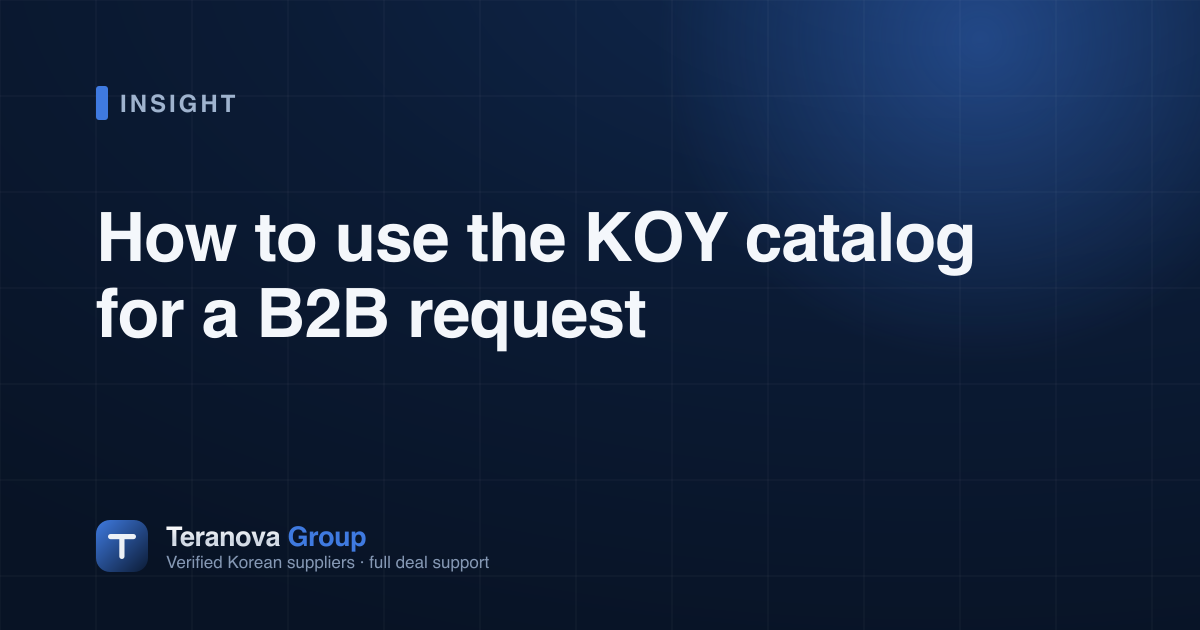 INSIGHT
How to use the KOY catalog
for a B2B request
T
Teranova Group
Verified Korean suppliers · full deal support